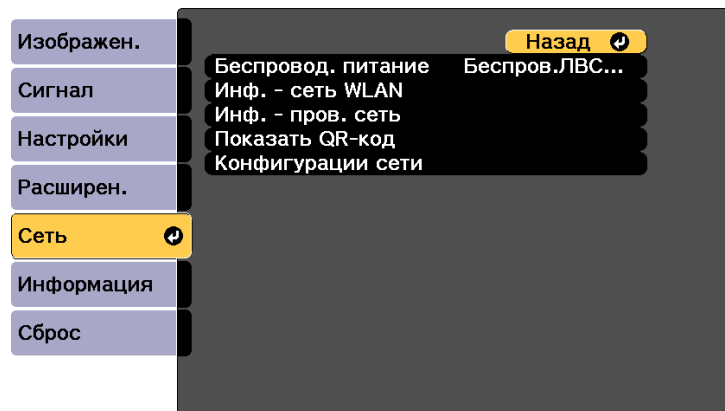 Изображен.
Сигнал
Настройки
Расширен.
Сеть
Информация
Сброс
Назад
Беспровод. питание Беспров.ЛВС...
Инф. - сеть WLAN
Инф. - пров. сеть
Показать QR-код
Конфигурации сети